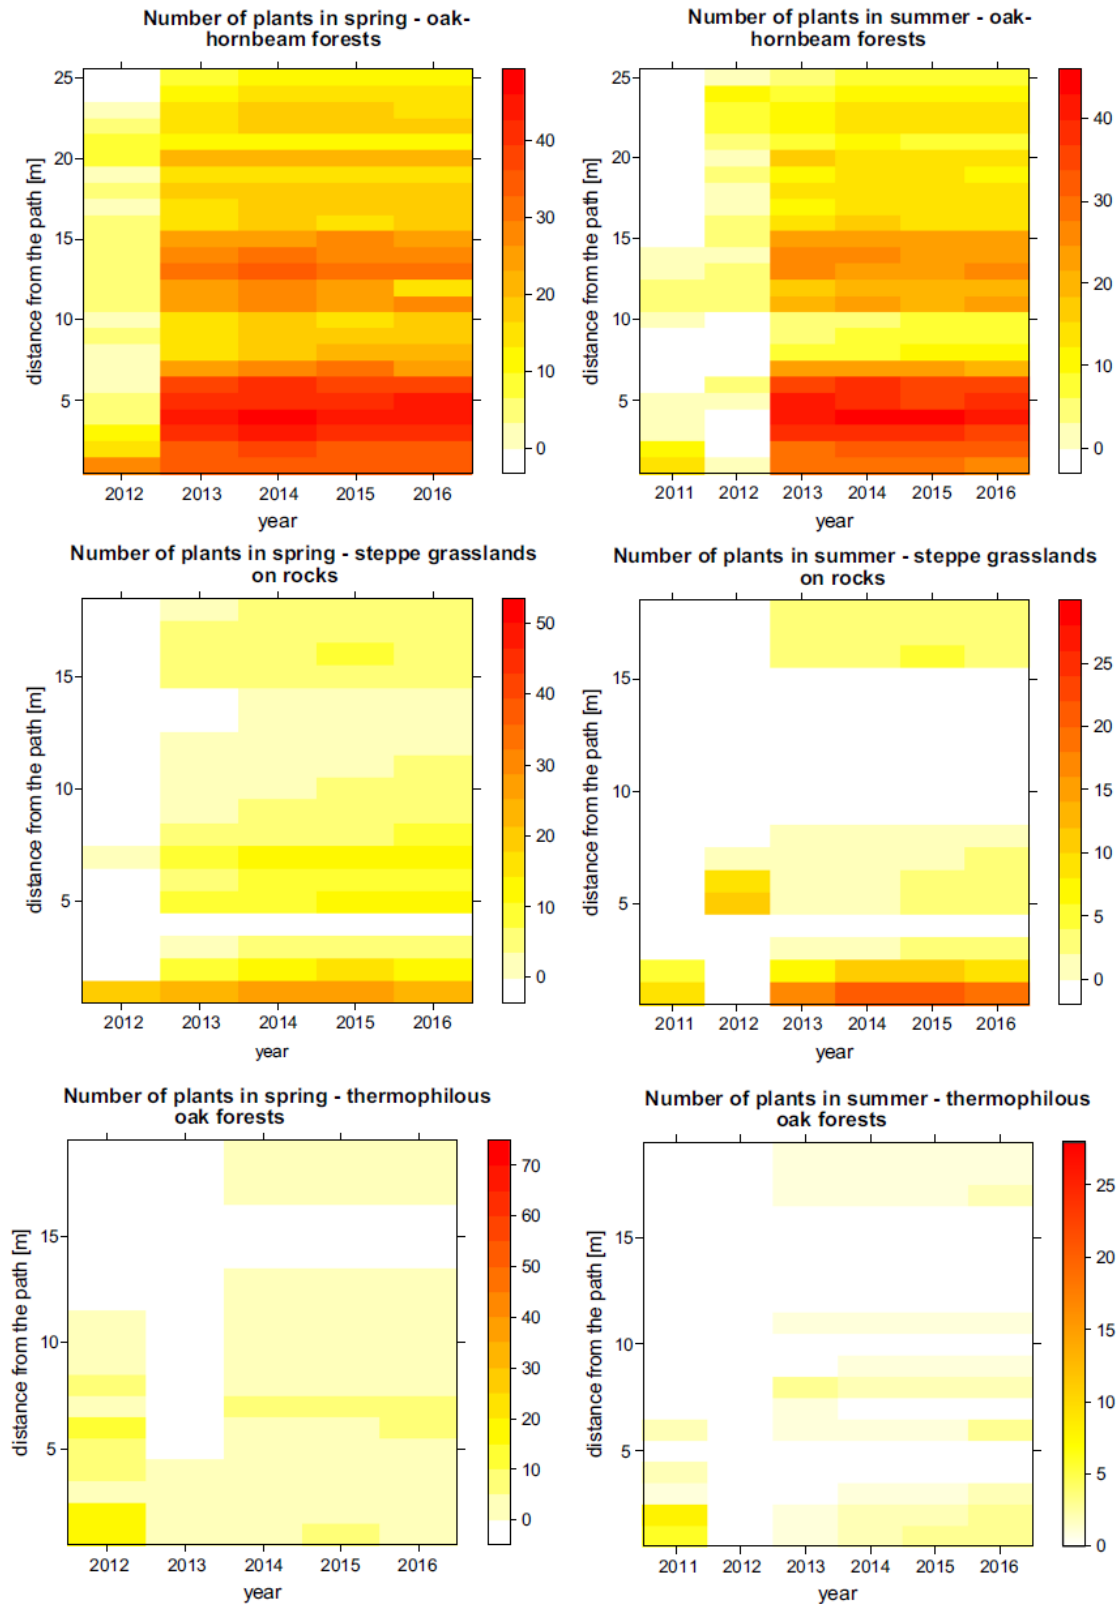 Number of plants in spring - oak-
hornbeam forests
25
20
15
10
5
distance from the path [m]
2012 2013 2014 2015 2016
year
40
30
20
10
0
Number of plants in summer - oak-
hornbeam forests
25
20
15
10
5
distance from the path [m]
2011 2012 2013 2014 2015 2016
year
40
30
20
10
0
Number of plants in spring - steppe grasslands
on rocks
15
10
5
distance from the path [m]
2012 2013 2014 2015 2016
year
50
40
30
20
10
0
Number of plants in summer - steppe grasslands
on rocks
15
10
5
distance from the path [m]
2011 2012 2013 2014 2015 2016
year
25
20
15
10
5
0
Number of plants in spring - thermophilous
oak forests
15
10
5
distance from the path [m]
2012 2013 2014 2015 2016
year
70
60
50
40
30
20
10
0
Number of plants in summer - thermophilous
oak forests
15
10
5
distance from the path [m]
2011 2012 2013 2014 2015 2016
year
25
20
15
10
5
0